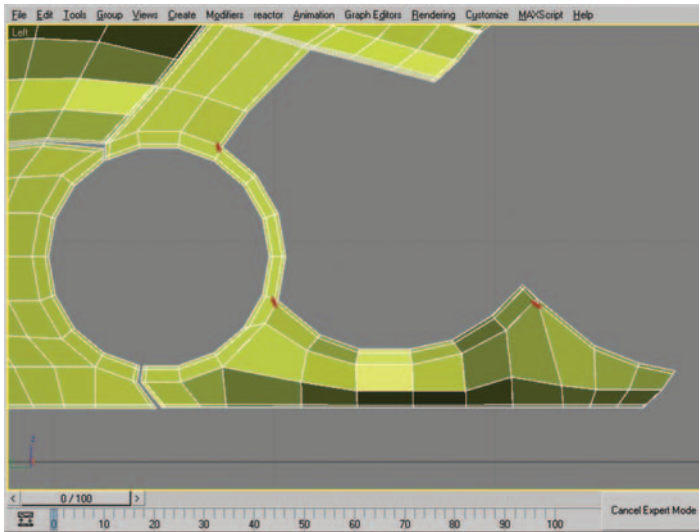 File Edit Tools Group Views Create Modifiers reactor Animation Graph Editors Rendering Customize MAXScript Help
Left
z
< 0 / 100 >
0 10 20 30 40 50 60 70 80 90 100
Cancel Expert Mode